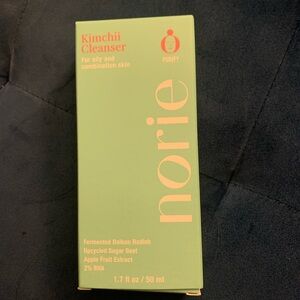 Kimchii
Cleanser
For oily and
combination skin
PURIFY
norie
Fermented Daikon Radish
Upcycled Sugar Beet
Apple Fruit Extract
2% BHA
1.7 fl oz / 50 ml